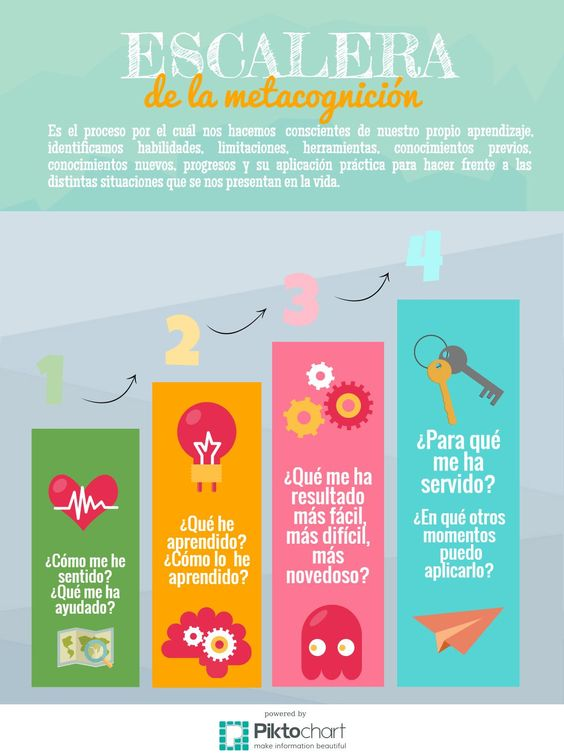 ESCALERA
de la metacognición
Es el proceso por el cuál nos hacemos conscientes de nuestro propio aprendizaje,
identificamos habilidades, limitaciones, herramientas, conocimientos previos,
conocimientos nuevos, progresos y su aplicación práctica para hacer frente a las
distintas situaciones que se nos presentan en la vida.
1
¿Cómo me he
sentido?
¿Qué me ha
ayudado?
2
¿Qué he
aprendido?
¿Cómo lo he
aprendido?
3
¿Qué me ha
resultado
más fácil,
más difícil,
más
novedoso?
4
¿Para qué
me ha
servido?
¿En qué otros
momentos
puedo
aplicarlo?
powered by
Piktochart
make information beautiful